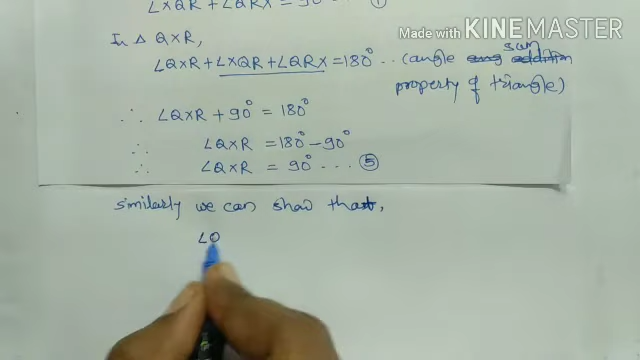 ∠XQR + ∠QRX = 90° ... ①
Made with KINEMASTER
In △ QXR,
∠QXR + ∠XQR + ∠QRX = 180° .. (angle sum
property of triangle)
∴ ∠QXR + 90° = 180°
∴ ∠QXR = 180° - 90°
∴ ∠QXR = 90° .... ⑤
similarly we can show that,
∠Q